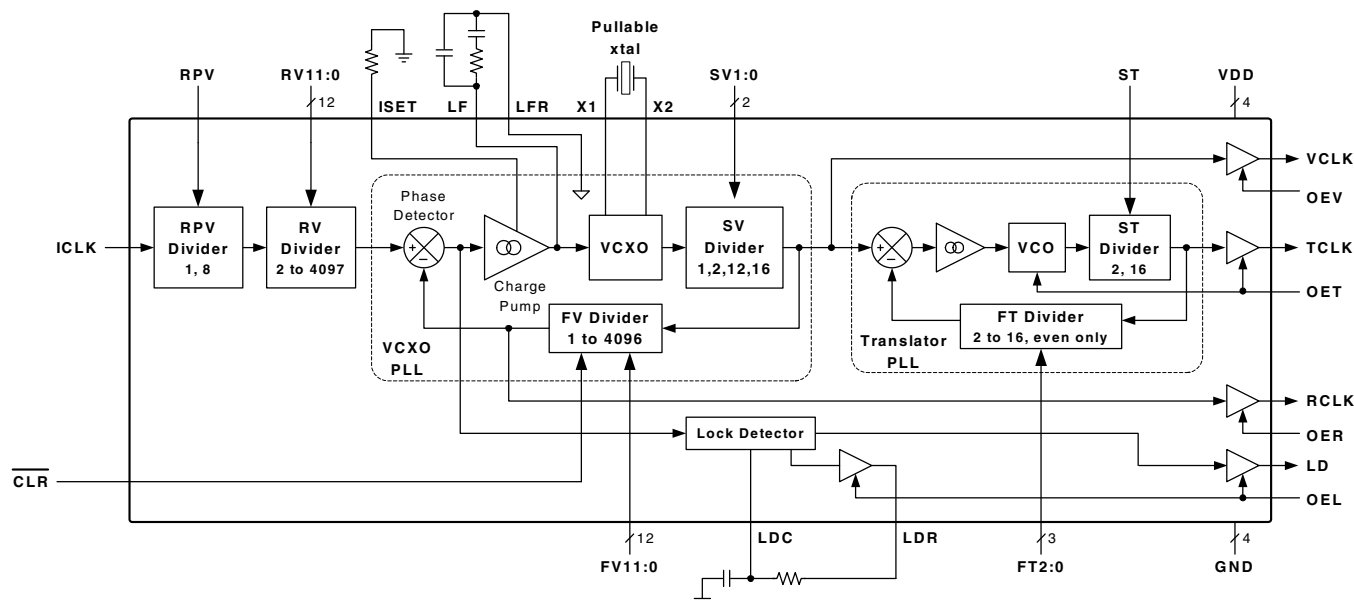 Pullable
xtal
RPV
RV11:0
12
ISET
LF
LFR
X1
X2
SV1:0
2
ST
VDD
4
VCLK
OEV
Phase
Detector
ICLK
RPV
Divider
1, 8
RV
Divider
2 to 4097
+
−
Charge
Pump
VCXO
SV
Divider
1,2,12,16
+
−
VCO
ST
Divider
2, 16
TCLK
OET
FV Divider
1 to 4096
VCXO
PLL
FT Divider
2 to 16, even only
Translator
PLL
RCLK
OER
Lock Detector
LD
OEL
CLR
12
FV11:0
LDC
LDR
3
FT2:0
4
GND